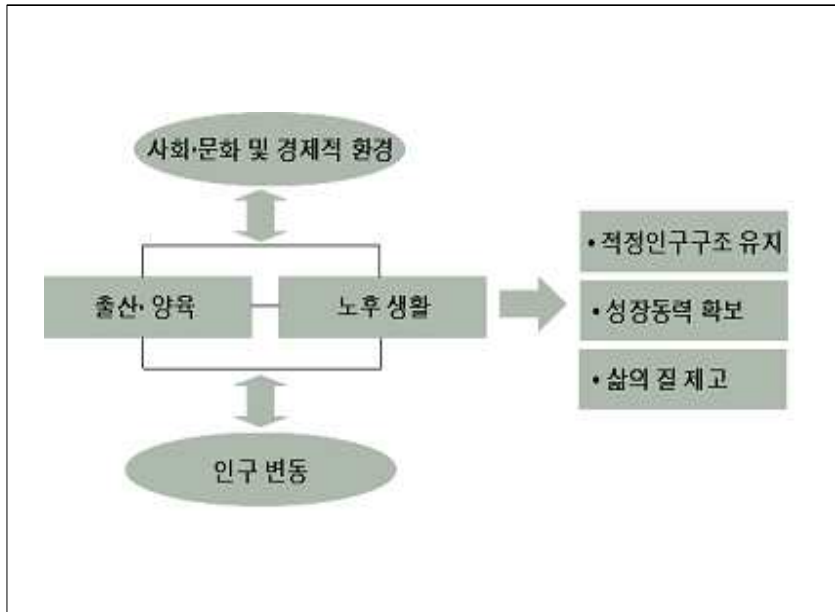 사회·문화 및 경제적 환경
출산· 양육
노후 생활
• 적정인구구조 유지
• 성장동력 확보
• 삶의 질 제고
인구 변동